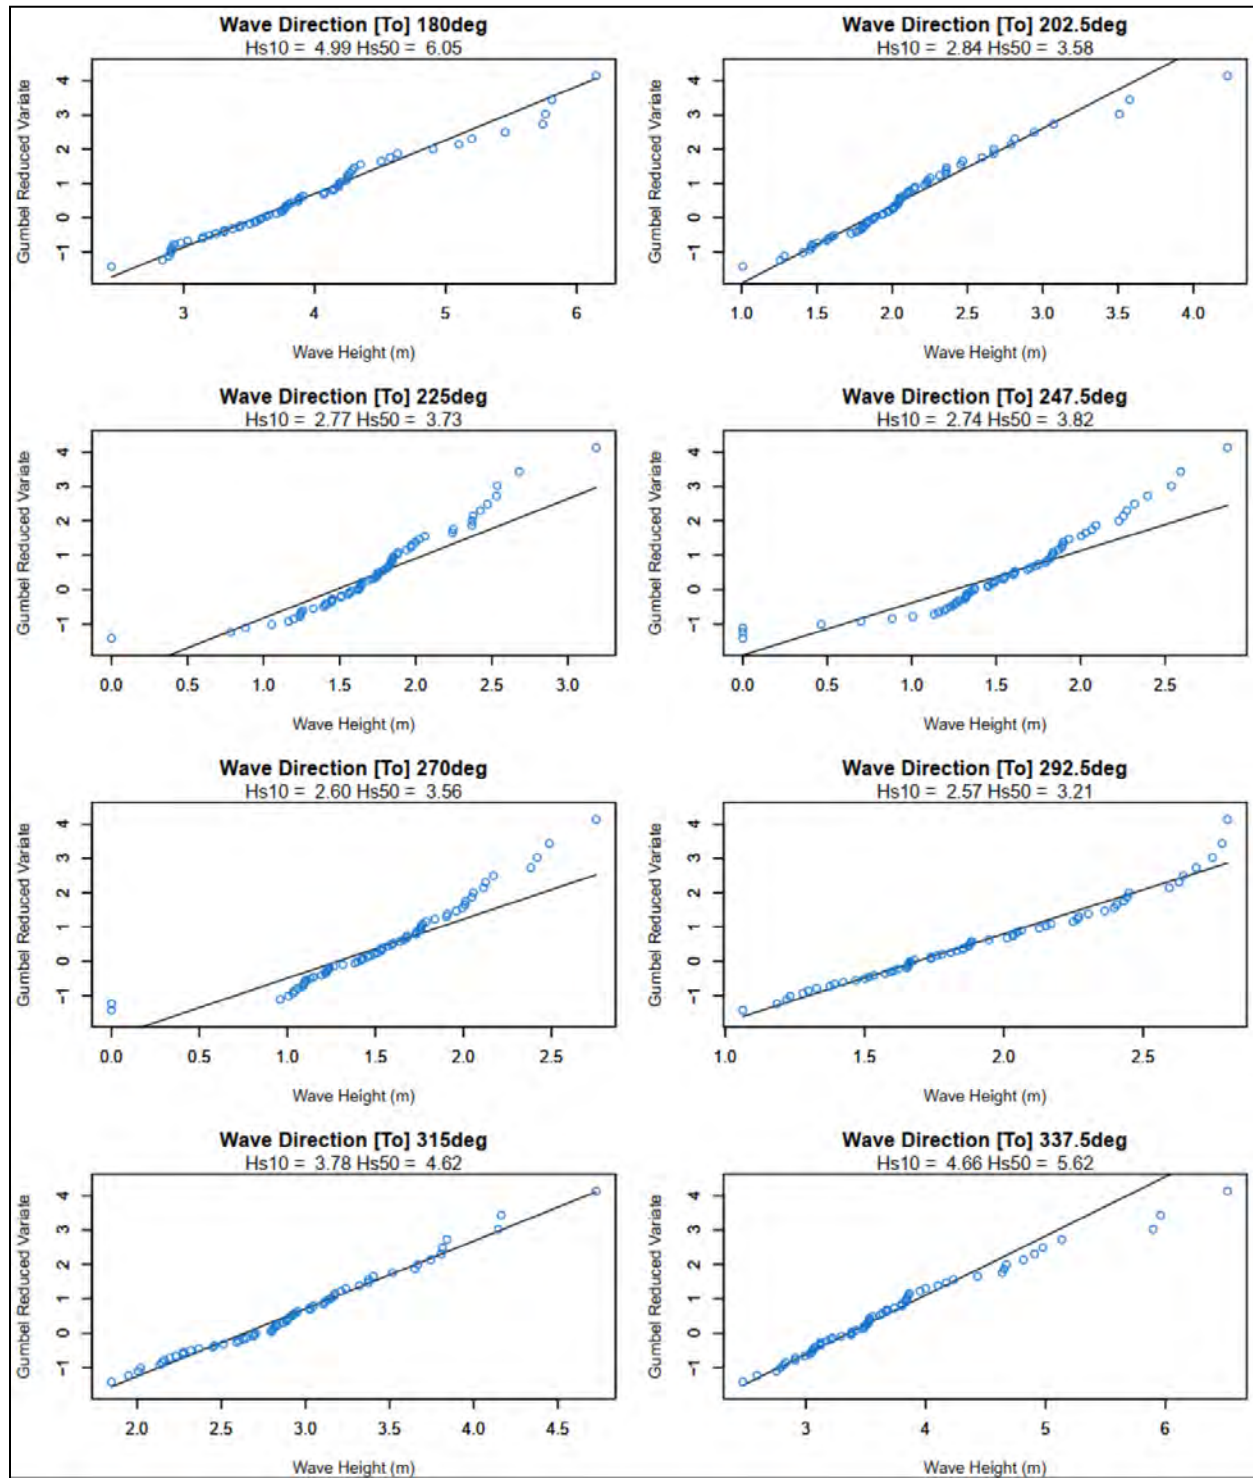 Wave Direction [To] 180deg
Hs10 = 4.99 Hs50 = 6.05
Gumbel Reduced Variate
4
3
2
1
0
-1
3 4 5 6
Wave Height (m)
Wave Direction [To] 202.5deg
Hs10 = 2.84 Hs50 = 3.58
Gumbel Reduced Variate
4
3
2
1
0
-1
1.0 1.5 2.0 2.5 3.0 3.5 4.0
Wave Height (m)
Wave Direction [To] 225deg
Hs10 = 2.77 Hs50 = 3.73
Gumbel Reduced Variate
4
3
2
1
0
-1
0.0 0.5 1.0 1.5 2.0 2.5 3.0
Wave Height (m)
Wave Direction [To] 247.5deg
Hs10 = 2.74 Hs50 = 3.82
Gumbel Reduced Variate
4
3
2
1
0
-1
0.0 0.5 1.0 1.5 2.0 2.5
Wave Height (m)
Wave Direction [To] 270deg
Hs10 = 2.60 Hs50 = 3.56
Gumbel Reduced Variate
4
3
2
1
0
-1
0.0 0.5 1.0 1.5 2.0 2.5
Wave Height (m)
Wave Direction [To] 292.5deg
Hs10 = 2.57 Hs50 = 3.21
Gumbel Reduced Variate
4
3
2
1
0
-1
1.0 1.5 2.0 2.5
Wave Height (m)
Wave Direction [To] 315deg
Hs10 = 3.78 Hs50 = 4.62
Gumbel Reduced Variate
4
3
2
1
0
-1
2.0 2.5 3.0 3.5 4.0 4.5
Wave Height (m)
Wave Direction [To] 337.5deg
Hs10 = 4.66 Hs50 = 5.62
Gumbel Reduced Variate
4
3
2
1
0
-1
3 4 5 6
Wave Height (m)